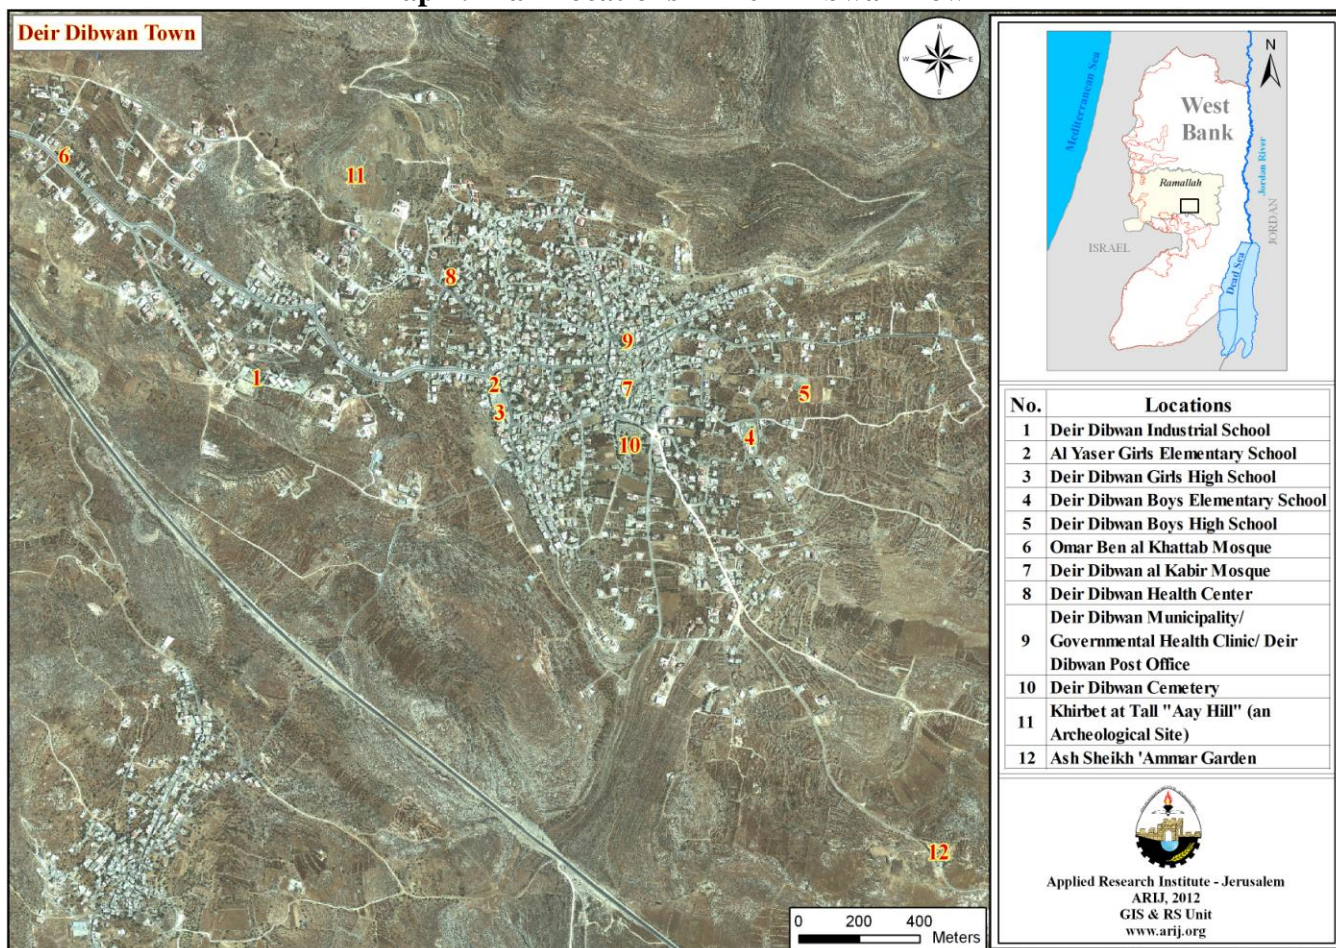 Deir Dibwan Town
N
W
E
E
6
11
8
9
1
2
7
5
3
4
10
12
0 200 400
Meters
N
Mediterranean Sea
West
Bank
Jordan River
Ramallah
ISRAEL
JORDAN
Dead Sea
No. Locations
1 Deir Dibwan Industrial School
2 Al Yaser Girls Elementary School
3 Deir Dibwan Girls High School
4 Deir Dibwan Boys Elementary School
5 Deir Dibwan Boys High School
6 Omar Ben al Khattab Mosque
7 Deir Dibwan al Kabir Mosque
8 Deir Dibwan Health Center
Deir Dibwan Municipality/
9 Governmental Health Clinic/ Deir
Dibwan Post Office
10 Deir Dibwan Cemetery
11 Khirbet at Tall "Aay Hill" (an
Archeological Site)
12 Ash Sheikh 'Ammar Garden
Applied Research Institute - Jerusalem
ARIJ, 2012
GIS & RS Unit
www.arij.org